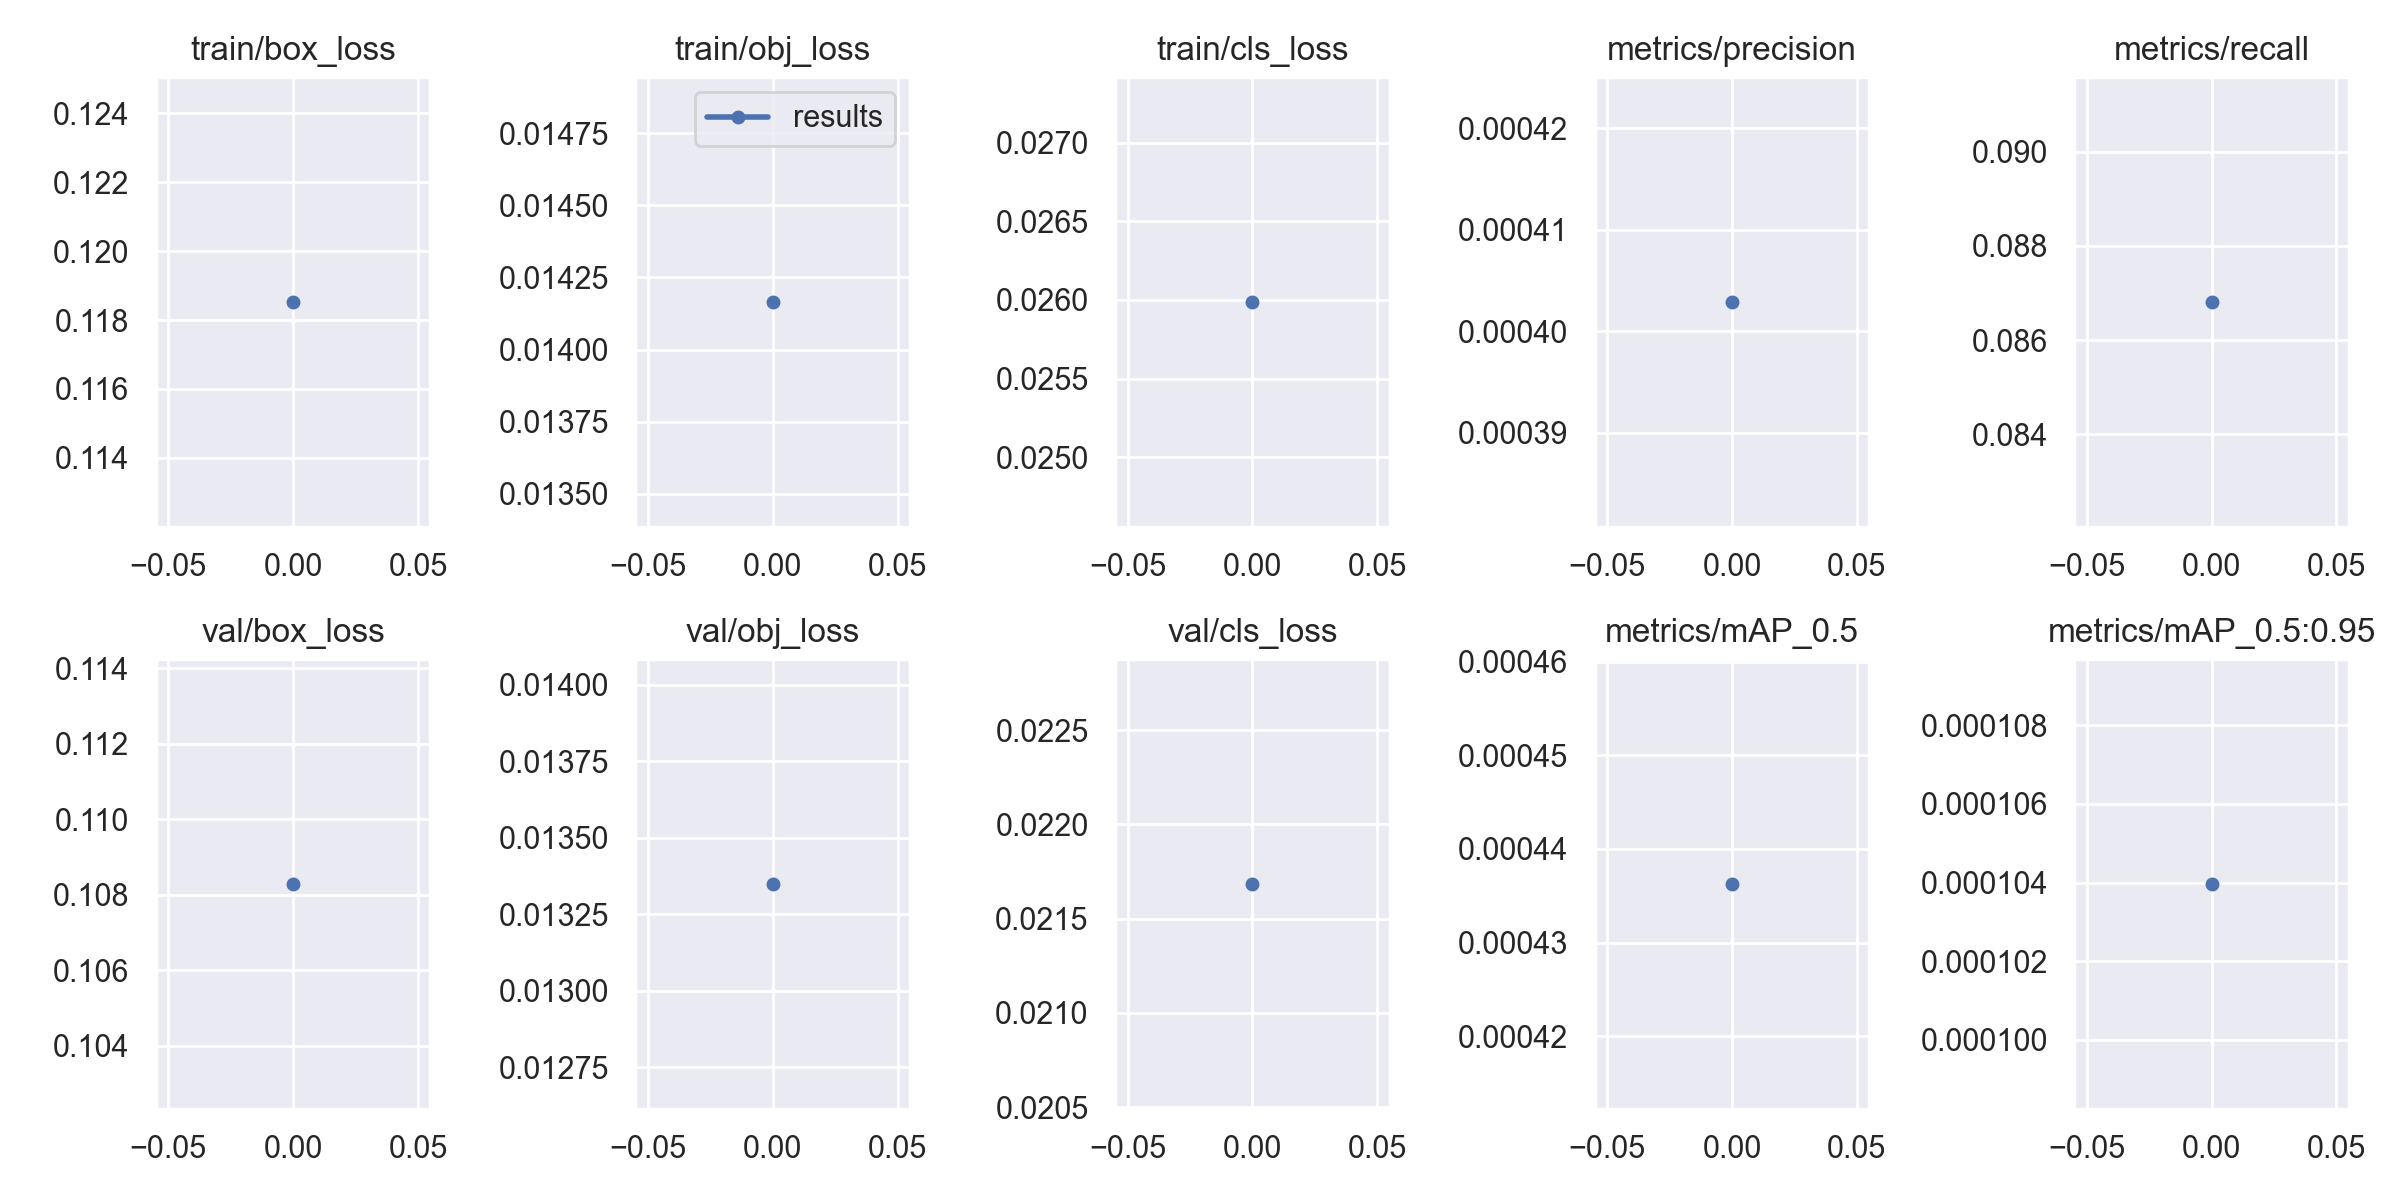 train/box_loss
0.124
0.122
0.120
0.118
0.116
0.114
−0.05 0.00 0.05
train/obj_loss
results
0.01475
0.01450
0.01425
0.01400
0.01375
0.01350
−0.05 0.00 0.05
train/cls_loss
0.0270
0.0265
0.0260
0.0255
0.0250
−0.05 0.00 0.05
metrics/precision
0.00042
0.00041
0.00040
0.00039
−0.05 0.00 0.05
metrics/recall
0.090
0.088
0.086
0.084
−0.05 0.00 0.05
val/box_loss
0.114
0.112
0.110
0.108
0.106
0.104
−0.05 0.00 0.05
val/obj_loss
0.01400
0.01375
0.01350
0.01325
0.01300
0.01275
−0.05 0.00 0.05
val/cls_loss
0.0225
0.0220
0.0215
0.0210
0.0205
−0.05 0.00 0.05
metrics/mAP_0.5
0.00046
0.00045
0.00044
0.00043
0.00042
−0.05 0.00 0.05
metrics/mAP_0.5:0.95
0.000108
0.000106
0.000104
0.000102
0.000100
−0.05 0.00 0.05